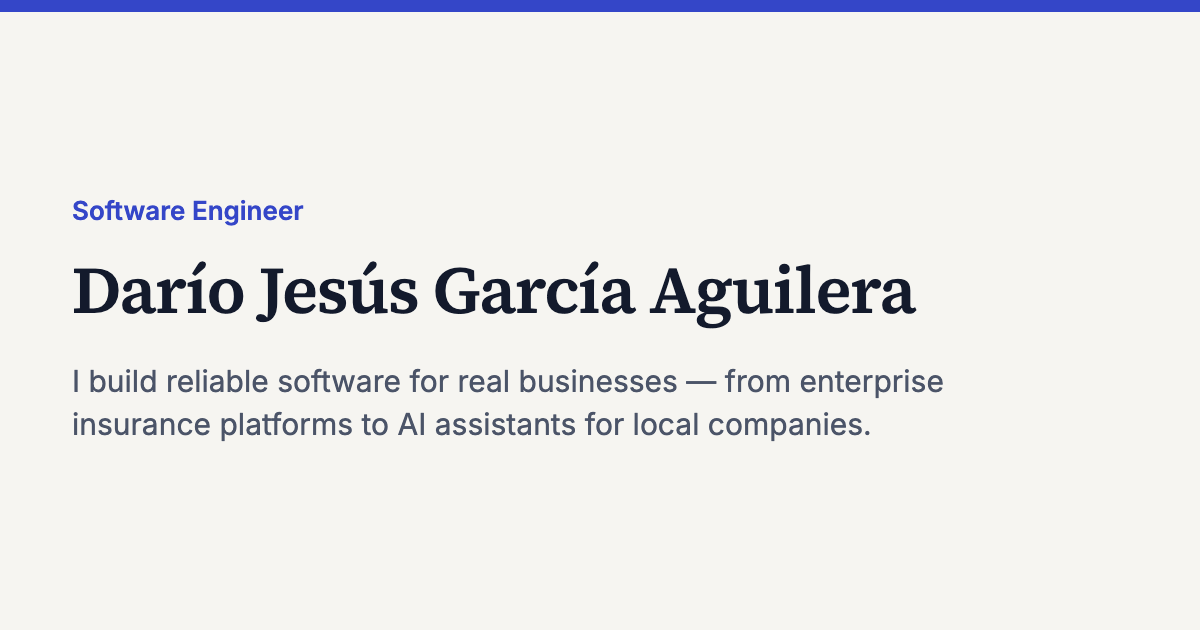 Software Engineer
Darío Jesús García Aguilera
I build reliable software for real businesses — from enterprise
insurance platforms to AI assistants for local companies.